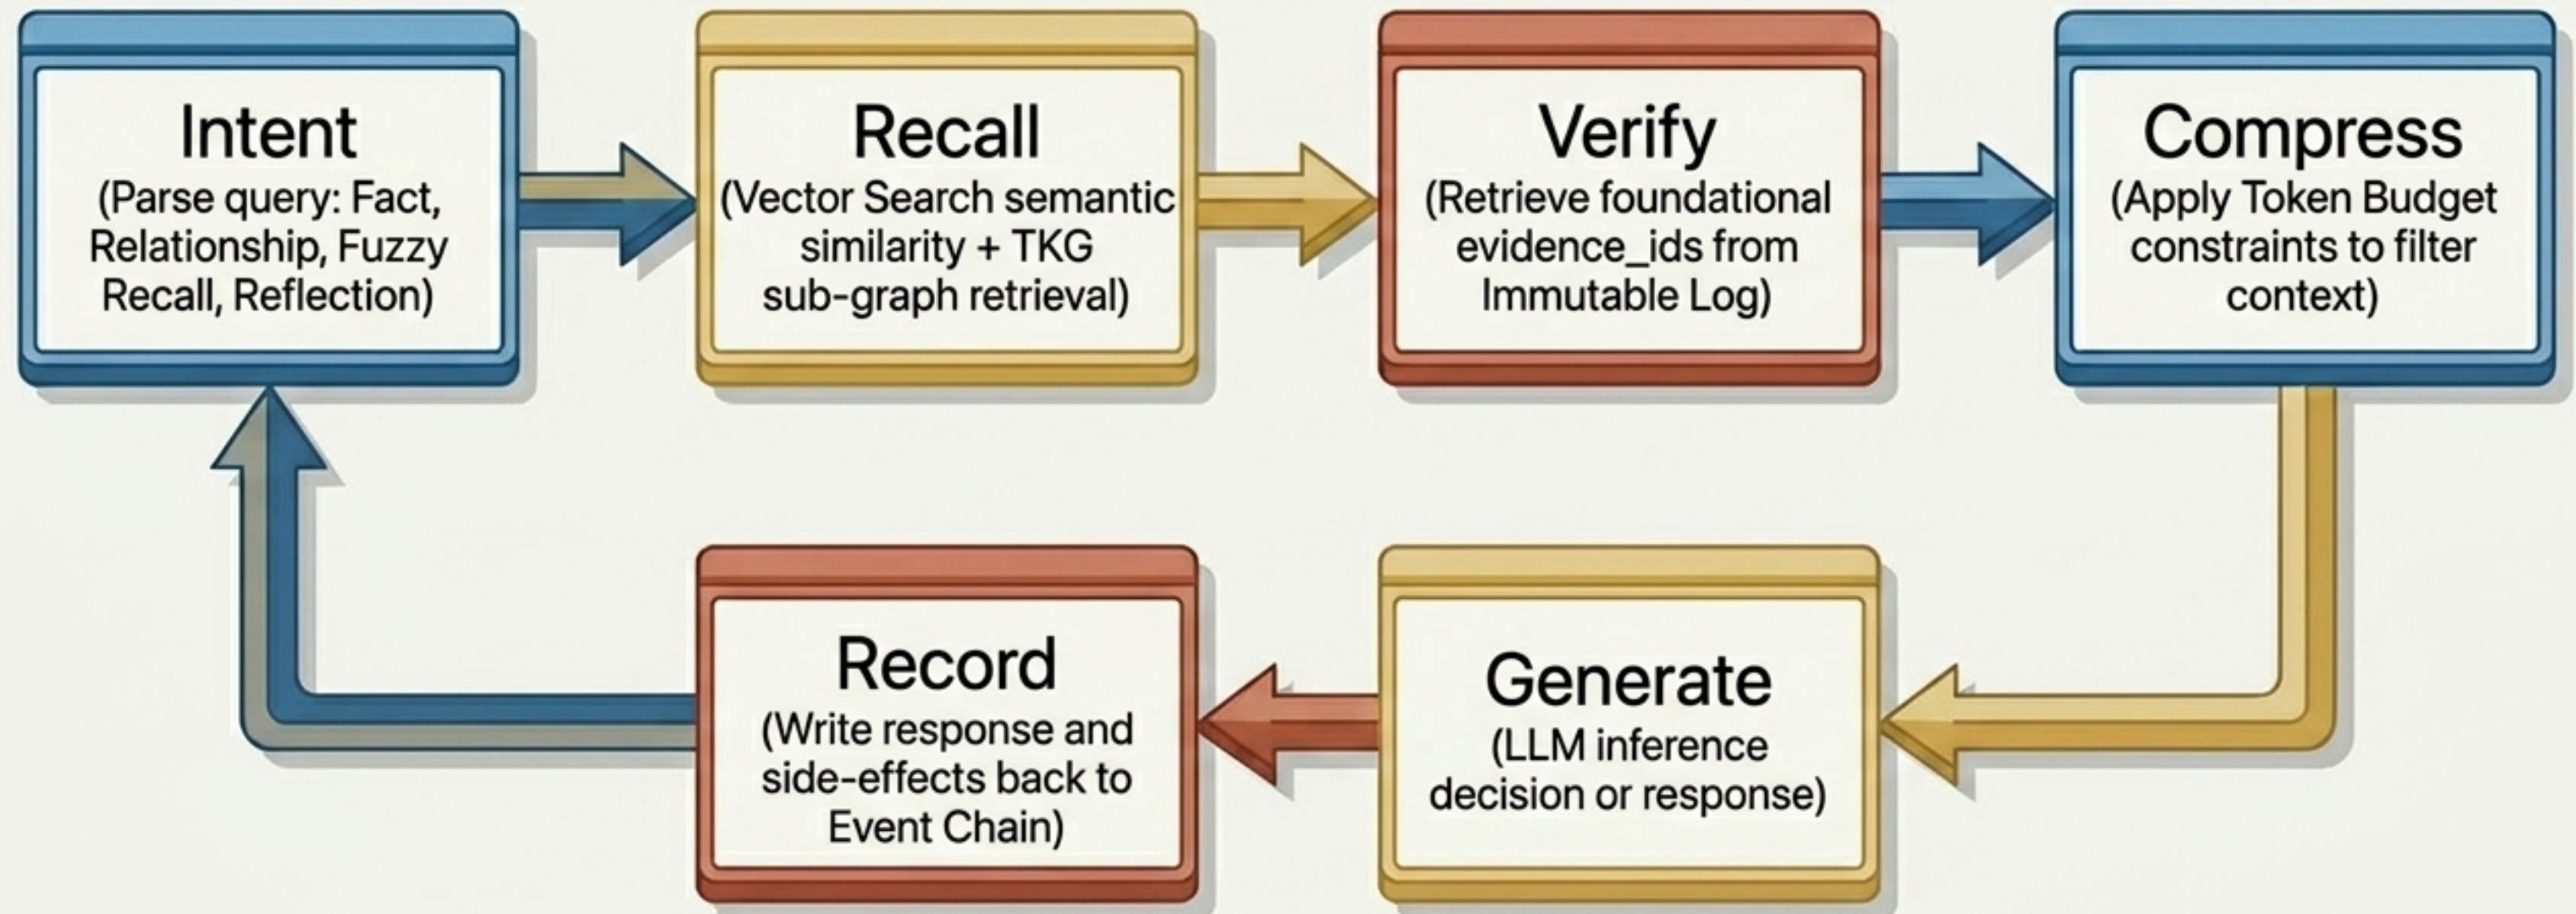 Intent
(Parse query: Fact,
Relationship, Fuzzy
Recall, Reflection)
Recall
(Vector Search semantic
similarity + TKG
sub-graph retrieval)
Verify
(Retrieve foundational
evidence_ids from
Immutable Log)
Compress
(Apply Token Budget
constraints to filter
context)
Record
(Write response and
side-effects back to
Event Chain)
Generate
(LLM inference
decision or response)